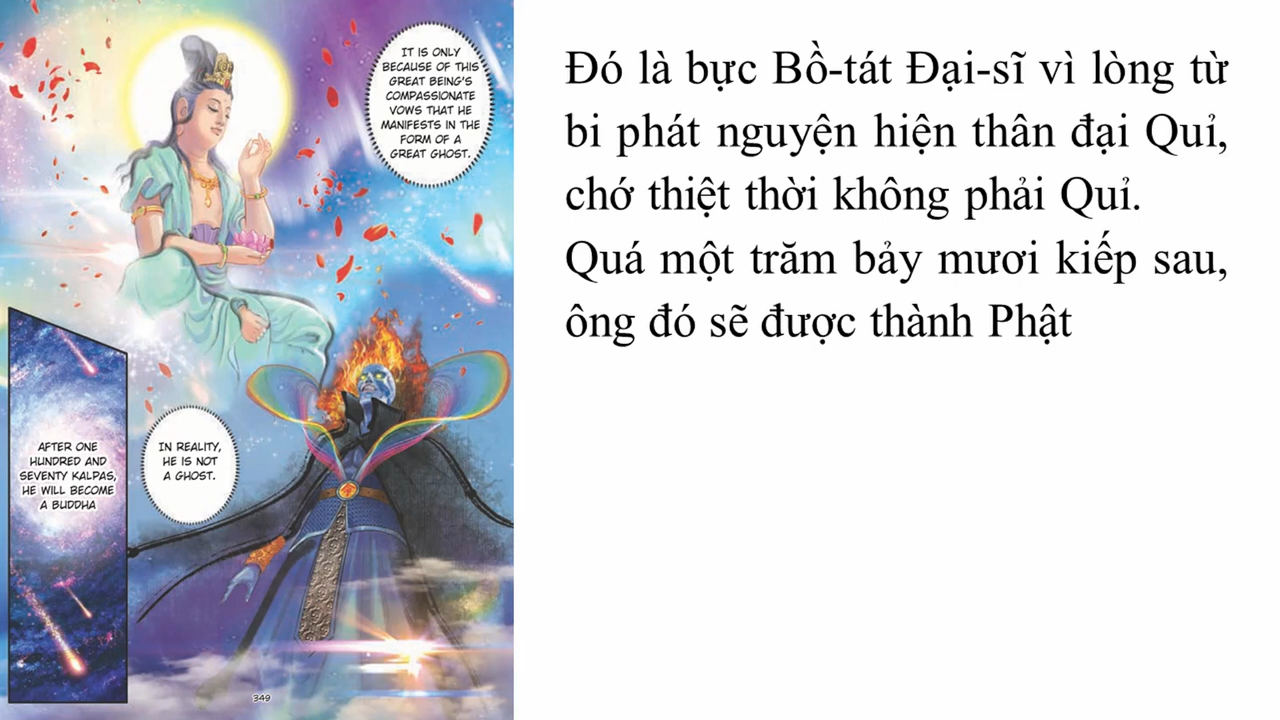 IT IS ONLY
BECAUSE OF THIS
GREAT BEING'S
COMPASSIONATE
VOWS THAT HE
MANIFESTS IN THE
FORM OF A
GREAT GHOST.
IN REALITY,
HE IS NOT
A GHOST.
AFTER ONE
HUNDRED AND
SEVENTY KALPAS,
HE WILL BECOME
A BUDDHA
349
Đó là bực Bồ-tát Đại-sĩ vì lòng từ
bi phát nguyện hiện thân đại Quỉ,
chớ thiệt thời không phải Quỉ.
Quá một trăm bảy mươi kiếp sau,
ông đó sẽ được thành Phật